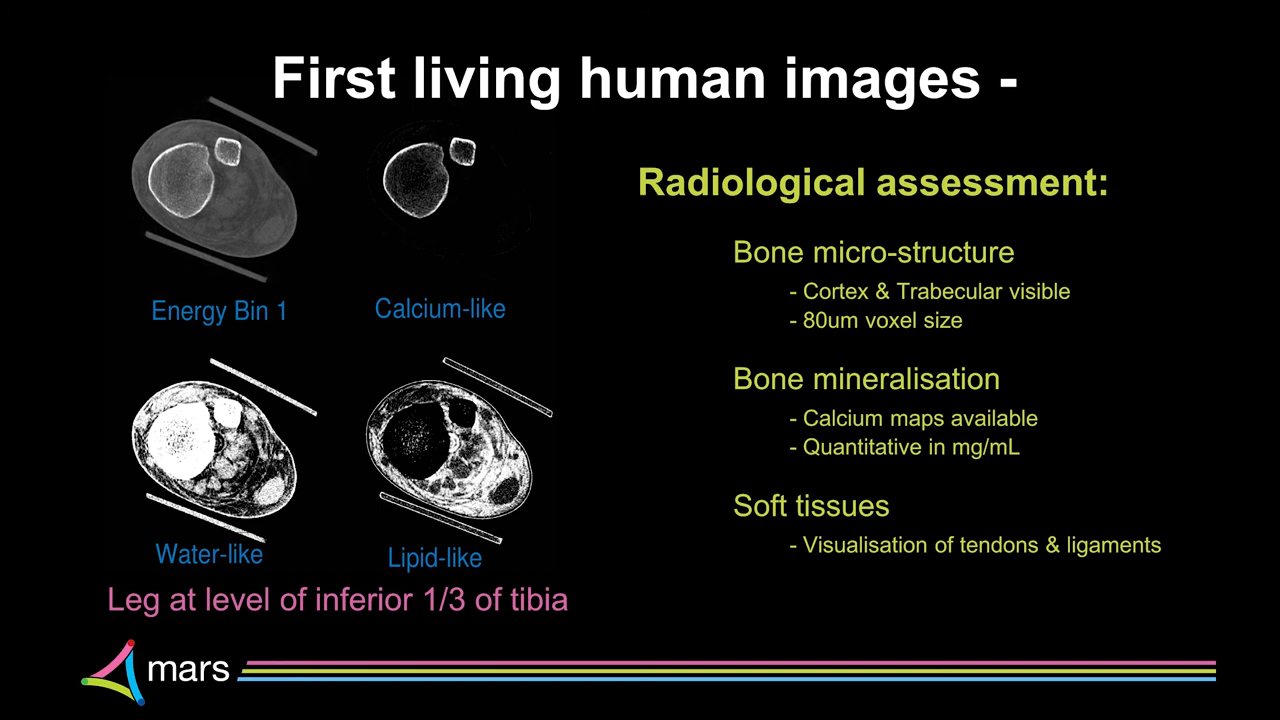 First living human images -
Energy Bin 1
Calcium-like
Water-like
Lipid-like
Leg at level of inferior 1/3 of tibia
Radiological assessment:
Bone micro-structure
- Cortex & Trabecular visible
- 80um voxel size
Bone mineralisation
- Calcium maps available
- Quantitative in mg/mL
Soft tissues
- Visualisation of tendons & ligaments
mars